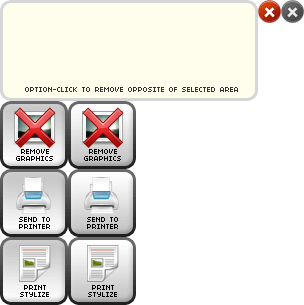 OPTION-CLICK TO REMOVE OPPOSITE OF SELECTED AREA
REMOVE
GRAPHICS
REMOVE
GRAPHICS
SEND TO
PRINTER
SEND TO
PRINTER
PRINT
STYLIZE
PRINT
STYLIZE